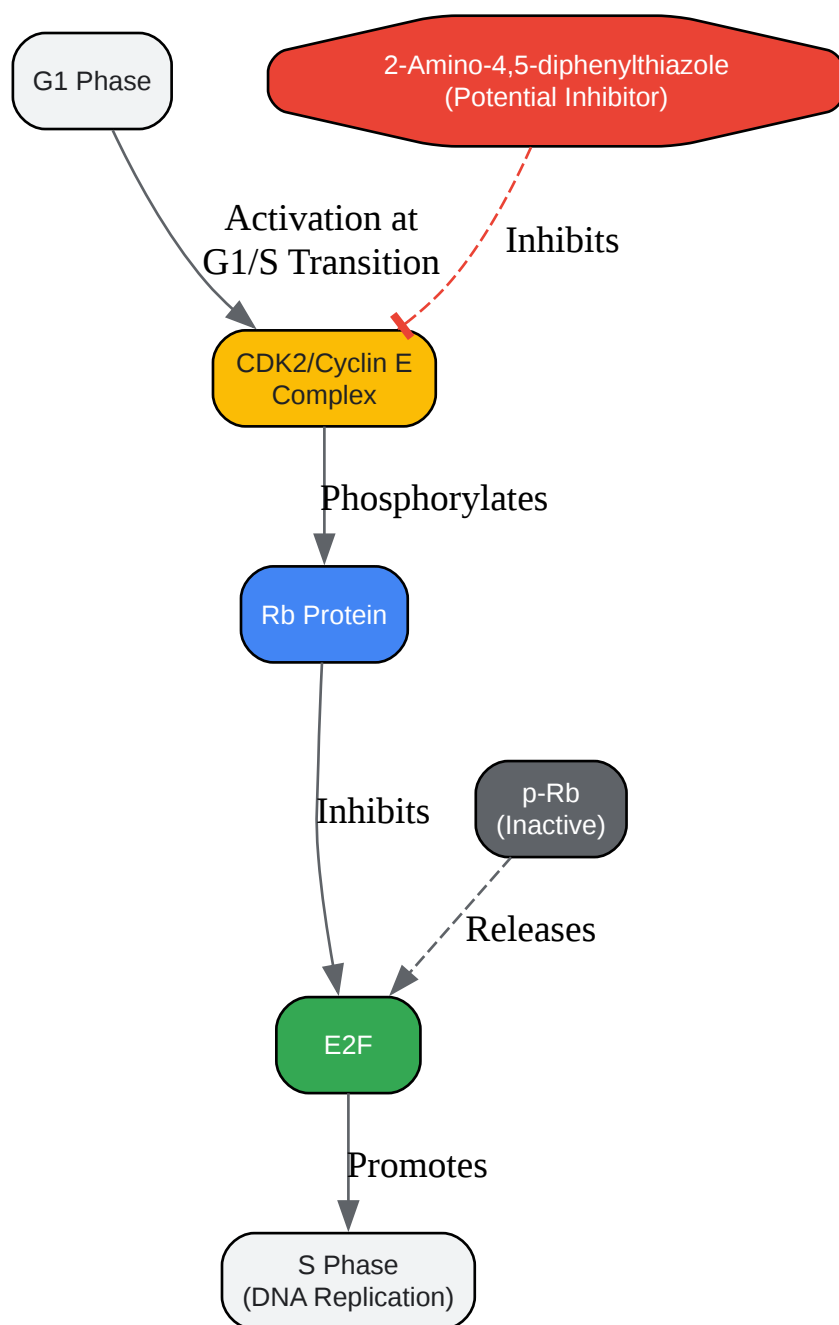 G1 Phase
2-Amino-4,5-diphenylthiazole
(Potential Inhibitor)
Activation at
G1/S Transition
Inhibits
CDK2/Cyclin E
Complex
Phosphorylates
Rb Protein
Inhibits
p-Rb
(Inactive)
Releases
E2F
Promotes
S Phase
(DNA Replication)